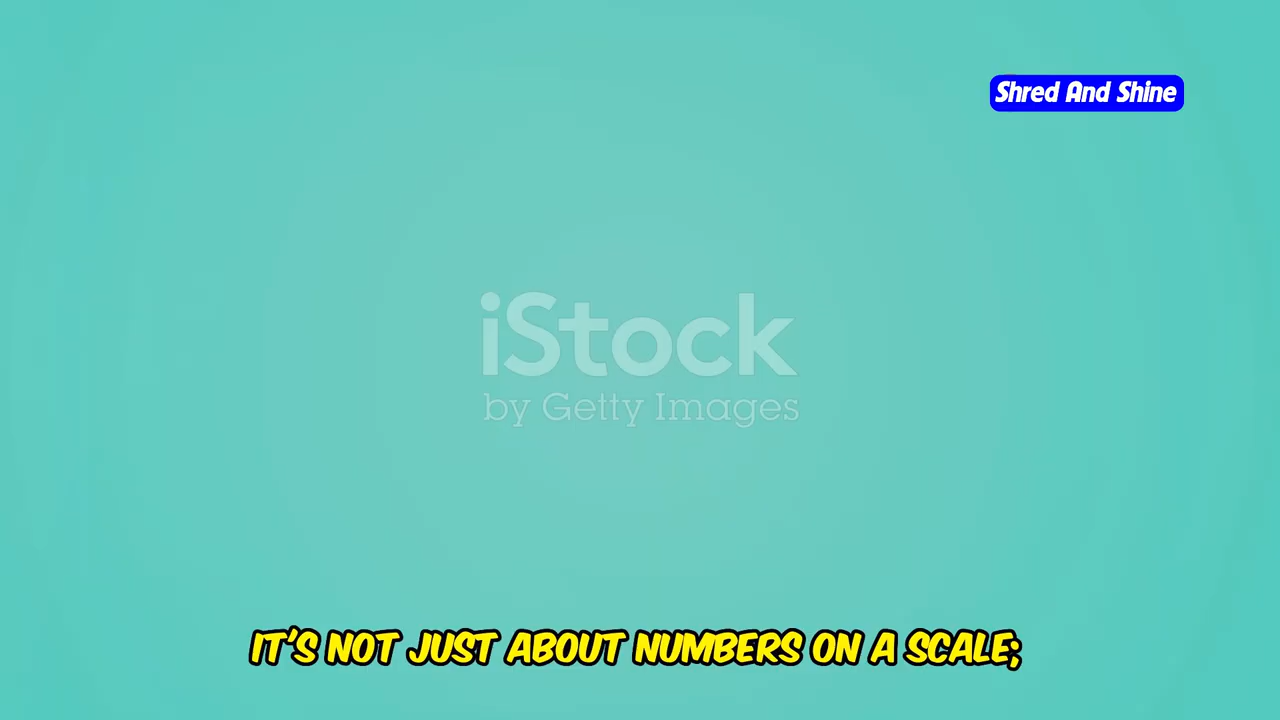 Shred And Shine
iStock
by Getty Images
IT'S NOT JUST ABOUT NUMBERS ON A SCALE;